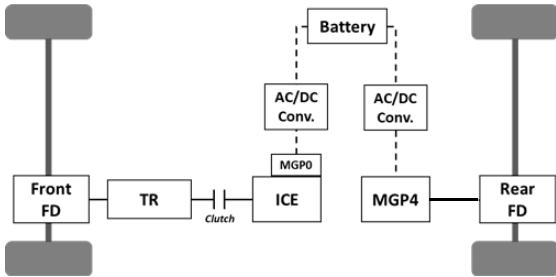 Battery
AC/DC
Conv.
AC/DC
Conv.
MGP0
Front
FD
TR
Clutch
ICE
MGP4
Rear
FD